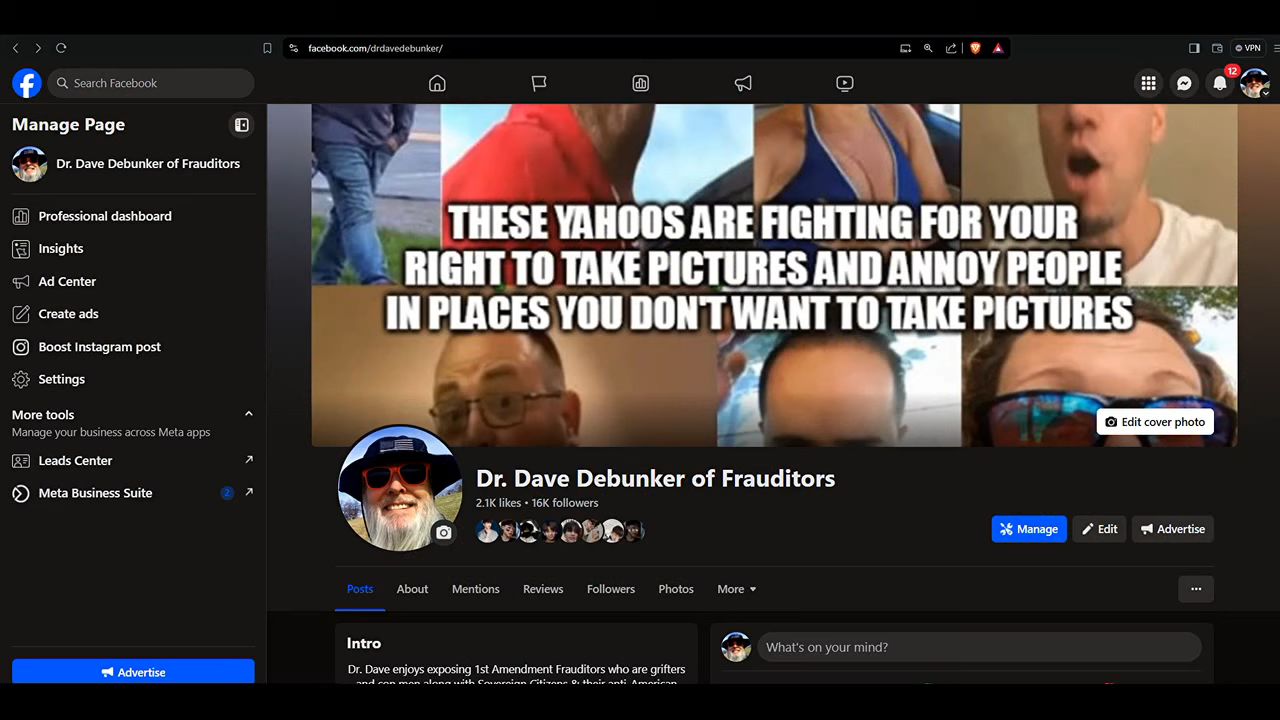 facebook.com/drdavedebunker/
VPN
Search Facebook
12
Manage Page
Dr. Dave Debunker of Frauditors
Professional dashboard
Insights
Ad Center
Create ads
Boost Instagram post
Settings
More tools
Manage your business across Meta apps
Leads Center
Meta Business Suite
2
Advertise
THESE YAHOOS ARE FIGHTING FOR YOUR
RIGHT TO TAKE PICTURES AND ANNOY PEOPLE
IN PLACES YOU DON'T WANT TO TAKE PICTURES
Edit cover photo
Dr. Dave Debunker of Frauditors
2.1K likes • 16K followers
Manage
Edit
Advertise
Posts
About
Mentions
Reviews
Followers
Photos
More
Intro
Dr. Dave enjoys exposing 1st Amendment Frauditors who are grifters
and con men along with Sovereign Citizens & their anti-American
What's on your mind?